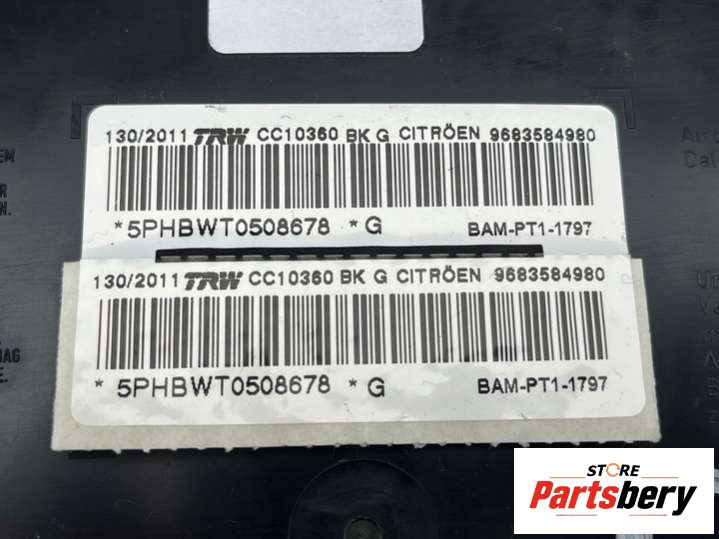 130/2011 TRW CC10360 BK G CITRÖEN 9683584980
*5PHBWT0508678 *G BAM-PT1-1797
130/2011 TRW CC10360 BK G CITRÖEN 9683584980
* 5PHBWT0508678 * G BAM-PT1-1797
STORE
Partsbery